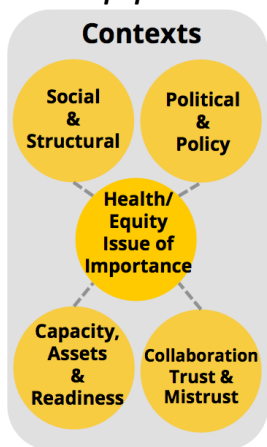 Contexts
Social
&
Structural
Political
&
Policy
Health/
Equity
Issue of
Importance
Capacity,
Assets
&
Readiness
Collaboration
Trust &
Mistrust